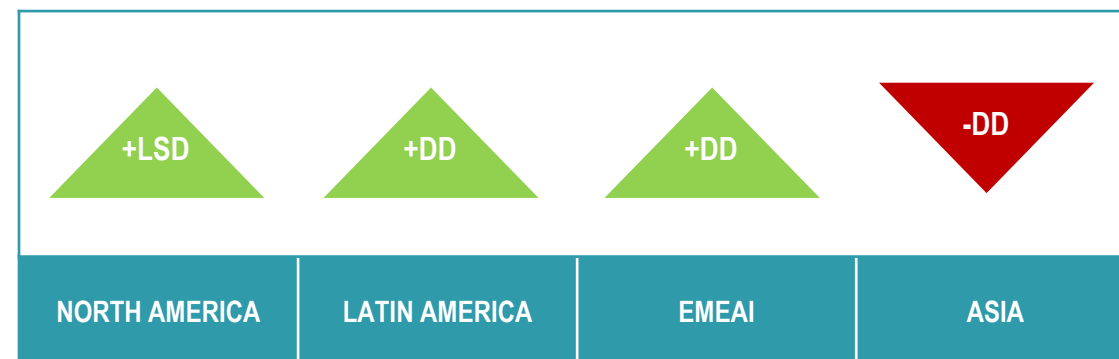 +LSD
+DD
+DD
-DD
NORTH AMERICA
LATIN AMERICA
EMEAI
ASIA